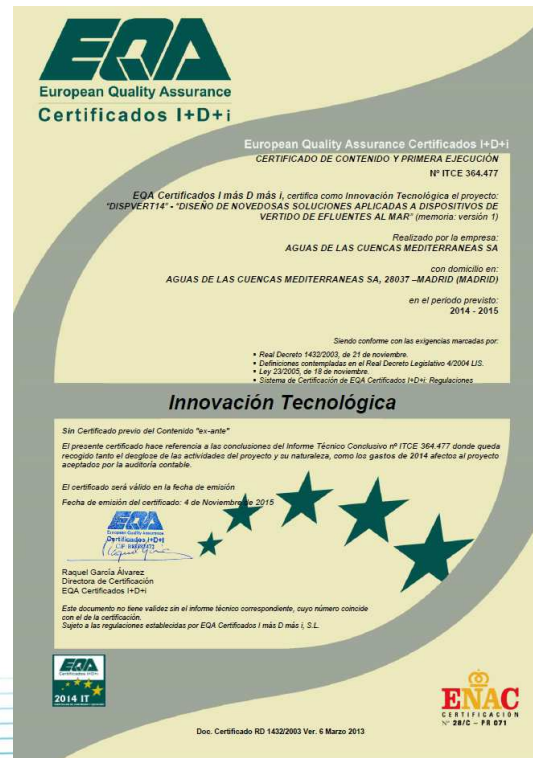 EQA
European Quality Assurance
Certificados I+D+i
European Quality Assurance Certificados I+D+i
CERTIFICADO DE CONTENIDO Y PRIMERA EJECUCIÓN
Nº ITCE 364.477
EQA Certificados I más D más i, certifica como Innovación Tecnológica el proyecto:
"DISPVERT14" - "DISEÑO DE NOVEDOSAS SOLUCIONES APLICADAS A DISPOSITIVOS DE
VERTIDO DE EFLUENTES AL MAR" (memoria: versión 1)
Realizado por la empresa:
AGUAS DE LAS CUENCAS MEDITERRANEAS SA
con domicilio en:
AGUAS DE LAS CUENCAS MEDITERRANEAS SA, 28037 –MADRID (MADRID)
en el periodo previsto:
2014 - 2015
Siendo conforme con las exigencias marcadas por:
▪ Real Decreto 1432/2003, de 21 de noviembre.
▪ Definiciones contempladas en el Real Decreto Legislativo 4/2004 LIS.
▪ Ley 23/2005, de 18 de noviembre.
▪ Sistema de Certificación de EQA Certificados I+D+i: Regulaciones
Innovación Tecnológica
Sin Certificado previo del Contenido "ex-ante"
El presente certificado hace referencia a las conclusiones del Informe Técnico Conclusivo nº ITCE 364.477 donde queda
recogido tanto el desglose de las actividades del proyecto y su naturaleza, como los gastos de 2014 afectos al proyecto
aceptados por la auditoría contable.
El certificado será válido en la fecha de emisión
Fecha de emisión del certificado: 4 de Noviembre de 2015
EQA
European Quality Assurance
Certificados I+D+i
Raquel García Álvarez
Directora de Certificación
EQA Certificados I+D+i
Este documento no tiene validez sin el informe técnico correspondiente, cuyo número coincide
con el de la certificación.
Sujeto a las regulaciones establecidas por EQA Certificados I más D más i, S.L.
EQA
Certificados I+D+i
2014 IT
ENAC
CERTIFICACIÓN
Nº 28/C – PR 071
Doc. Certificado RD 1432/2003 Ver. 6 Marzo 2013